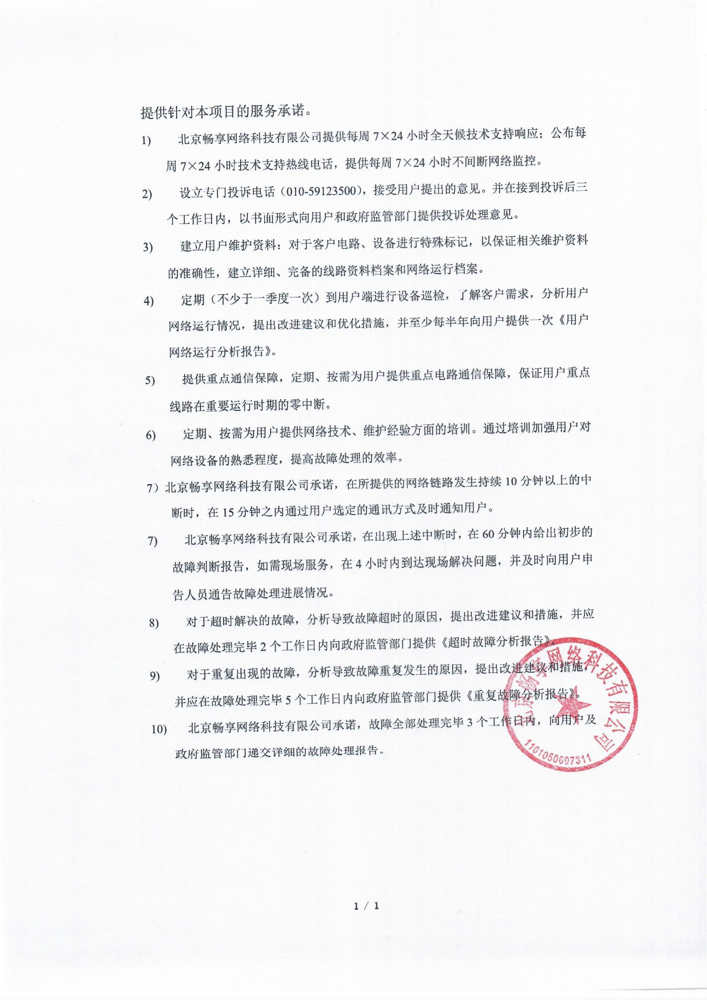 提供针对本项目的服务承诺。
1) 北京畅享网络科技有限公司提供每周 7×24 小时全天候技术支持响应；公布每
周 7×24 小时技术支持热线电话，提供每周 7×24 小时不间断网络监控。
2) 设立专门投诉电话（010-59123500），接受用户提出的意见。并在接到投诉后三
个工作日内，以书面形式向用户和政府监管部门提供投诉处理意见。
3) 建立用户维护资料：对于客户电路、设备进行特殊标记，以保证相关维护资料
的准确性，建立详细、完备的线路资料档案和网络运行档案。
4) 定期（不少于一季度一次）到用户端进行设备巡检，了解客户需求，分析用户
网络运行情况，提出改进建议和优化措施，并至少每半年向用户提供一次《用户
网络运行分析报告》。
5) 提供重点通信保障，定期、按需为用户提供重点电路通信保障，保证用户重点
线路在重要运行时期的零中断。
6) 定期、按需为用户提供网络技术、维护经验方面的培训。通过培训加强用户对
网络设备的熟悉程度，提高故障处理的效率。
7）北京畅享网络科技有限公司承诺，在所提供的网络链路发生持续 10 分钟以上的中
断时，在 15 分钟之内通过用户选定的通讯方式及时通知用户。
7) 北京畅享网络科技有限公司承诺，在出现上述中断时，在 60 分钟内给出初步的
故障判断报告，如需现场服务，在 4 小时内到达现场解决问题，并及时向用户申
告人员通告故障处理进展情况。
8) 对于超时解决的故障，分析导致故障超时的原因，提出改进建议和措施，并应
在故障处理完毕 2 个工作日内向政府监管部门提供《超时故障分析报告》。
9) 对于重复出现的故障，分析导致故障重复发生的原因，提出改进建议和措施，
并应在故障处理完毕 5 个工作日内向政府监管部门提供《重复故障分析报告》。
10) 北京畅享网络科技有限公司承诺，故障全部处理完毕 3 个工作日内，向用户及
政府监管部门递交详细的故障处理报告。
北京畅享网络科技有限公司
1101050607311
1 / 1